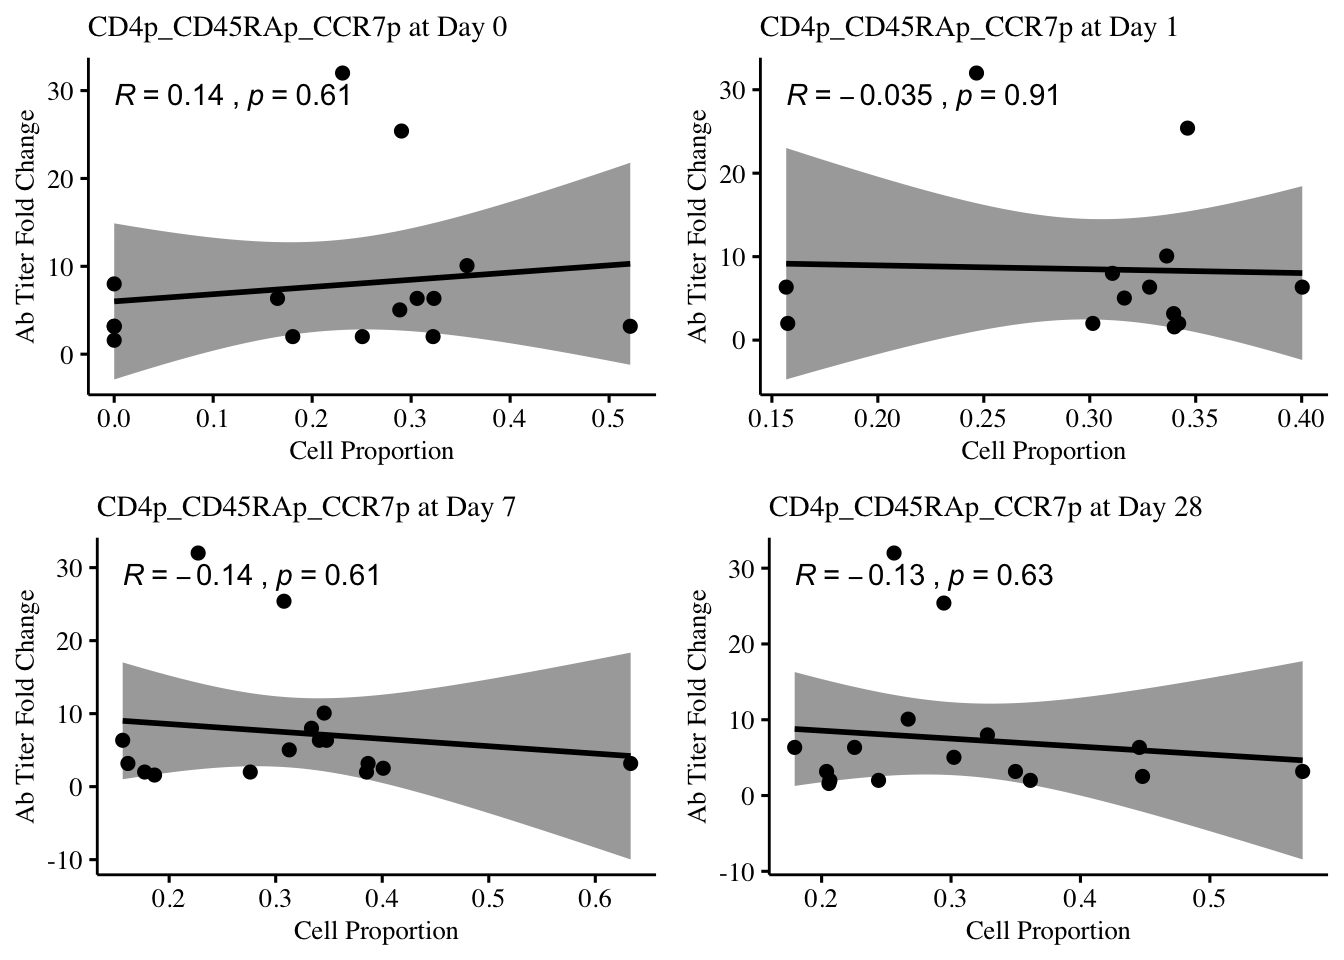 CD4p_CD45RAp_CCR7p at Day 0
R = 0.14 , p = 0.61
Ab Titer Fold Change
30
20
10
0
0.0 0.1 0.2 0.3 0.4 0.5
Cell Proportion
CD4p_CD45RAp_CCR7p at Day 1
R = −0.035 , p = 0.91
Ab Titer Fold Change
30
20
10
0
0.15 0.20 0.25 0.30 0.35 0.40
Cell Proportion
CD4p_CD45RAp_CCR7p at Day 7
R = −0.14 , p = 0.61
Ab Titer Fold Change
30
20
10
0
-10
0.2 0.3 0.4 0.5 0.6
Cell Proportion
CD4p_CD45RAp_CCR7p at Day 28
R = −0.13 , p = 0.63
Ab Titer Fold Change
30
20
10
0
-10
0.2 0.3 0.4 0.5
Cell Proportion